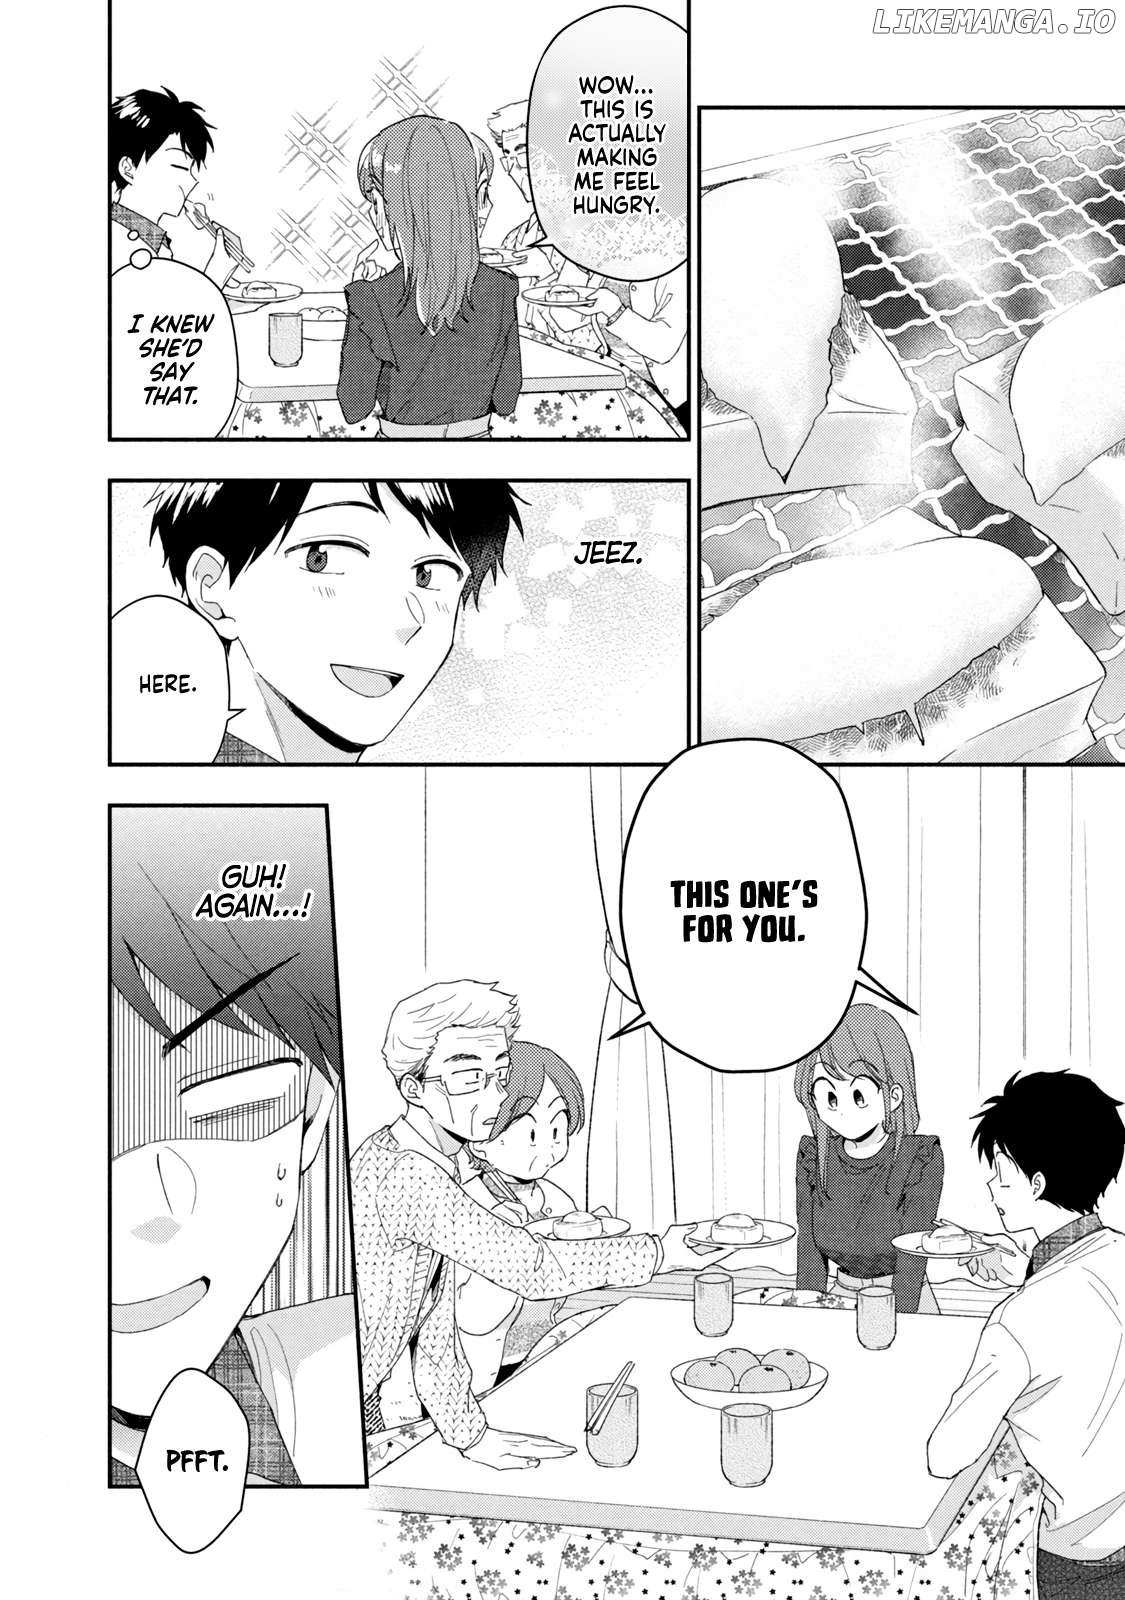 LIKEMANGA.IO
WOW...
THIS IS
ACTUALLY
MAKING
ME FEEL
HUNGRY.
I KNEW
SHE'D
SAY
THAT.
JEEZ.
HERE.
THIS ONE'S
FOR YOU.
GUH!
AGAIN...!
PFFT.